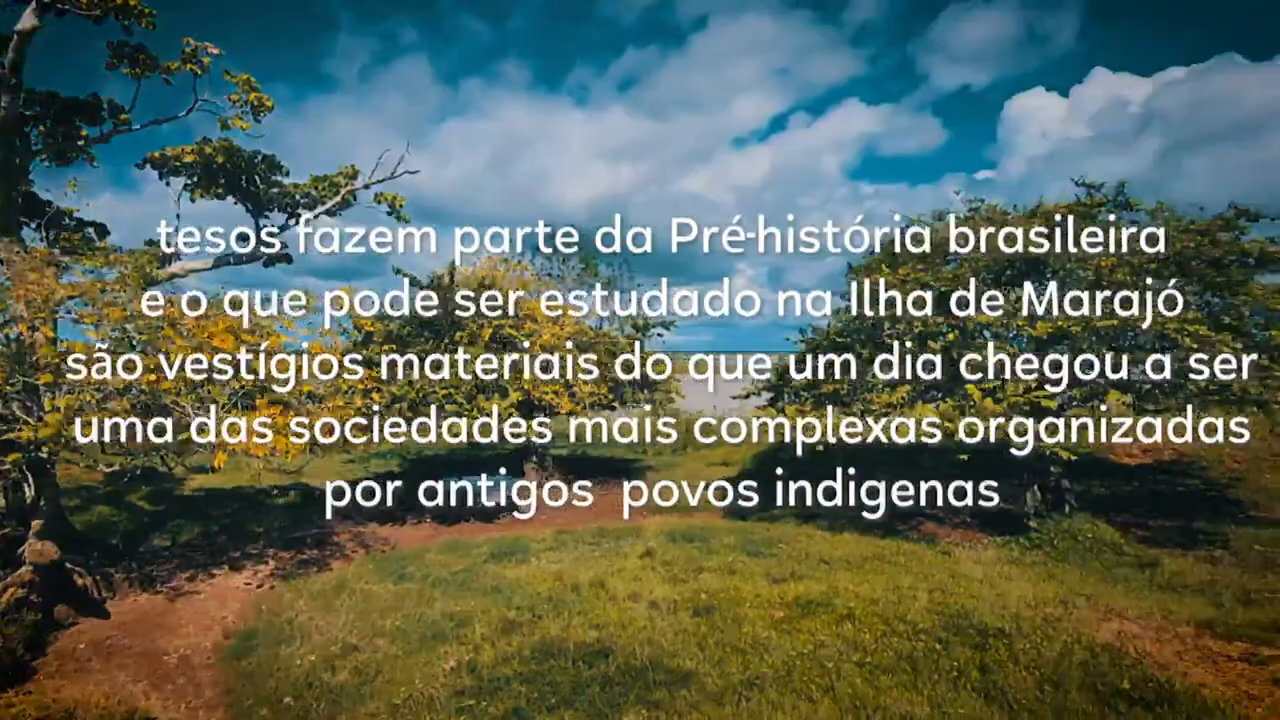 tesos fazem parte da Pré-história brasileira
e o que pode ser estudado na Ilha de Marajó
são vestígios materiais do que um dia chegou a ser
uma das sociedades mais complexas organizadas
por antigos  povos indigenas